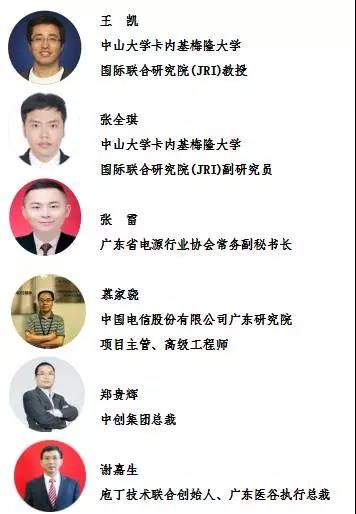 王 凯
中山大学卡内基梅隆大学
国际联合研究院(JRI)教授
张全琪
中山大学卡内基梅隆大学
国际联合研究院(JRI)副研究员
张 雷
广东省电源行业协会常务副秘书长
慕家骁
中国电信股份有限公司广东研究院
项目主管、高级工程师
郑贵辉
中创集团总裁
谢嘉生
庖丁技术联合创始人、广东医谷执行总裁